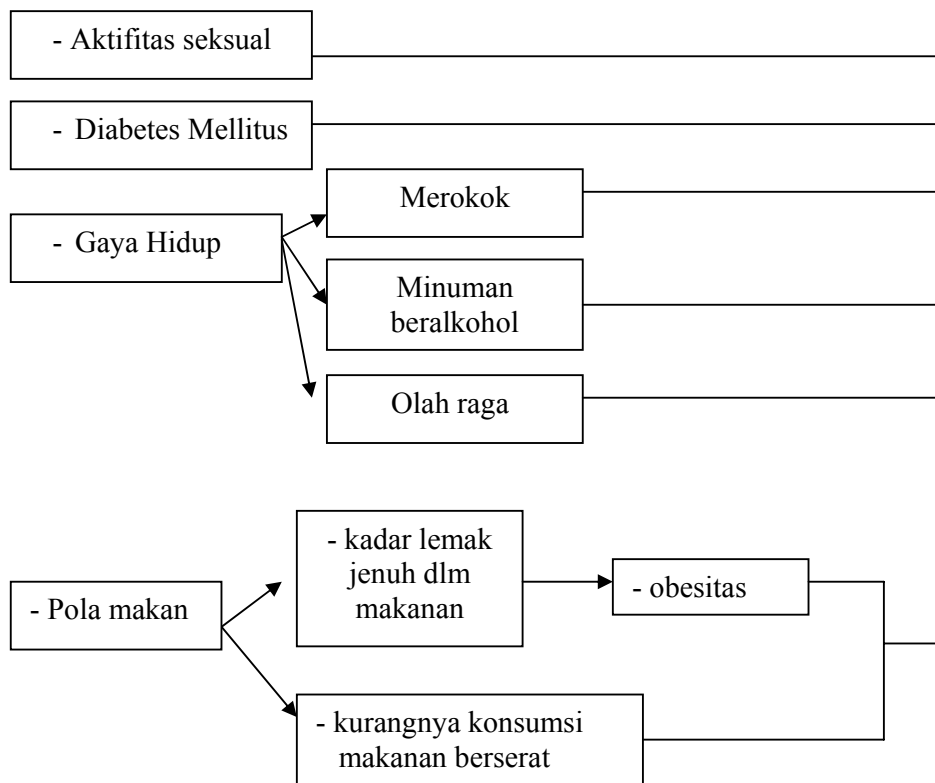 - Aktifitas seksual
- Diabetes Mellitus
Merokok
- Gaya Hidup
Minuman
beralkohol
Olah raga
- kadar lemak
jenuh dlm
makanan
- obesitas
- Pola makan
- kurangnya konsumsi
makanan berserat